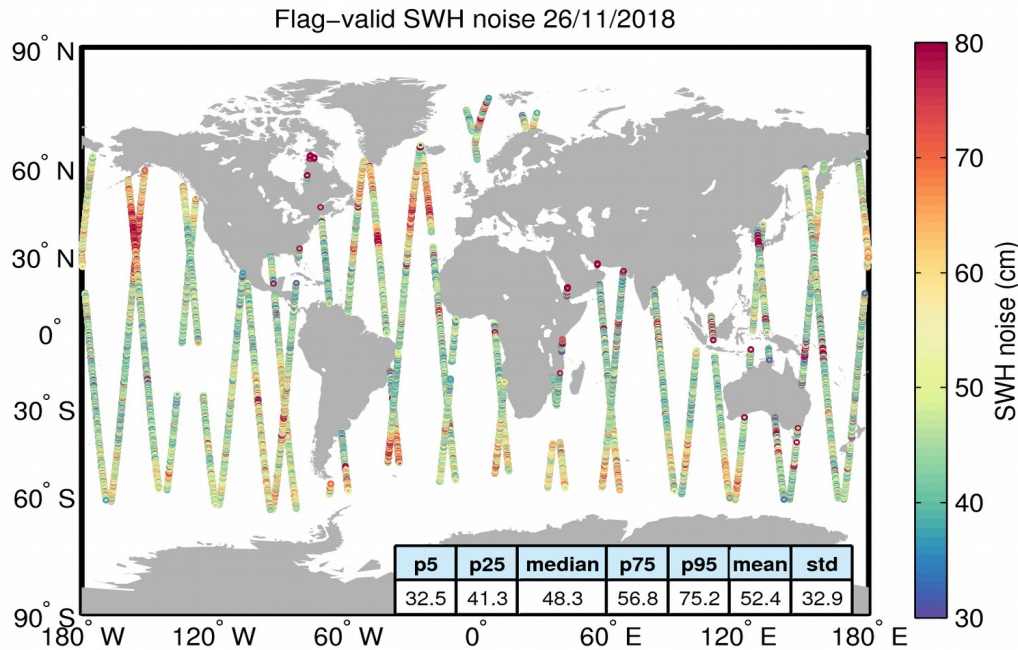 Flag−valid SWH noise 26/11/2018
90° N
60° N
30° N
0°
30° S
60° S
90° S
180° W
120° W
60° W
0°
60° E
120° E
180° E
p5 p25 median p75 p95 mean std
32.5 41.3 48.3 56.8 75.2 52.4 32.9
80
70
60
50
40
30
SWH noise (cm)